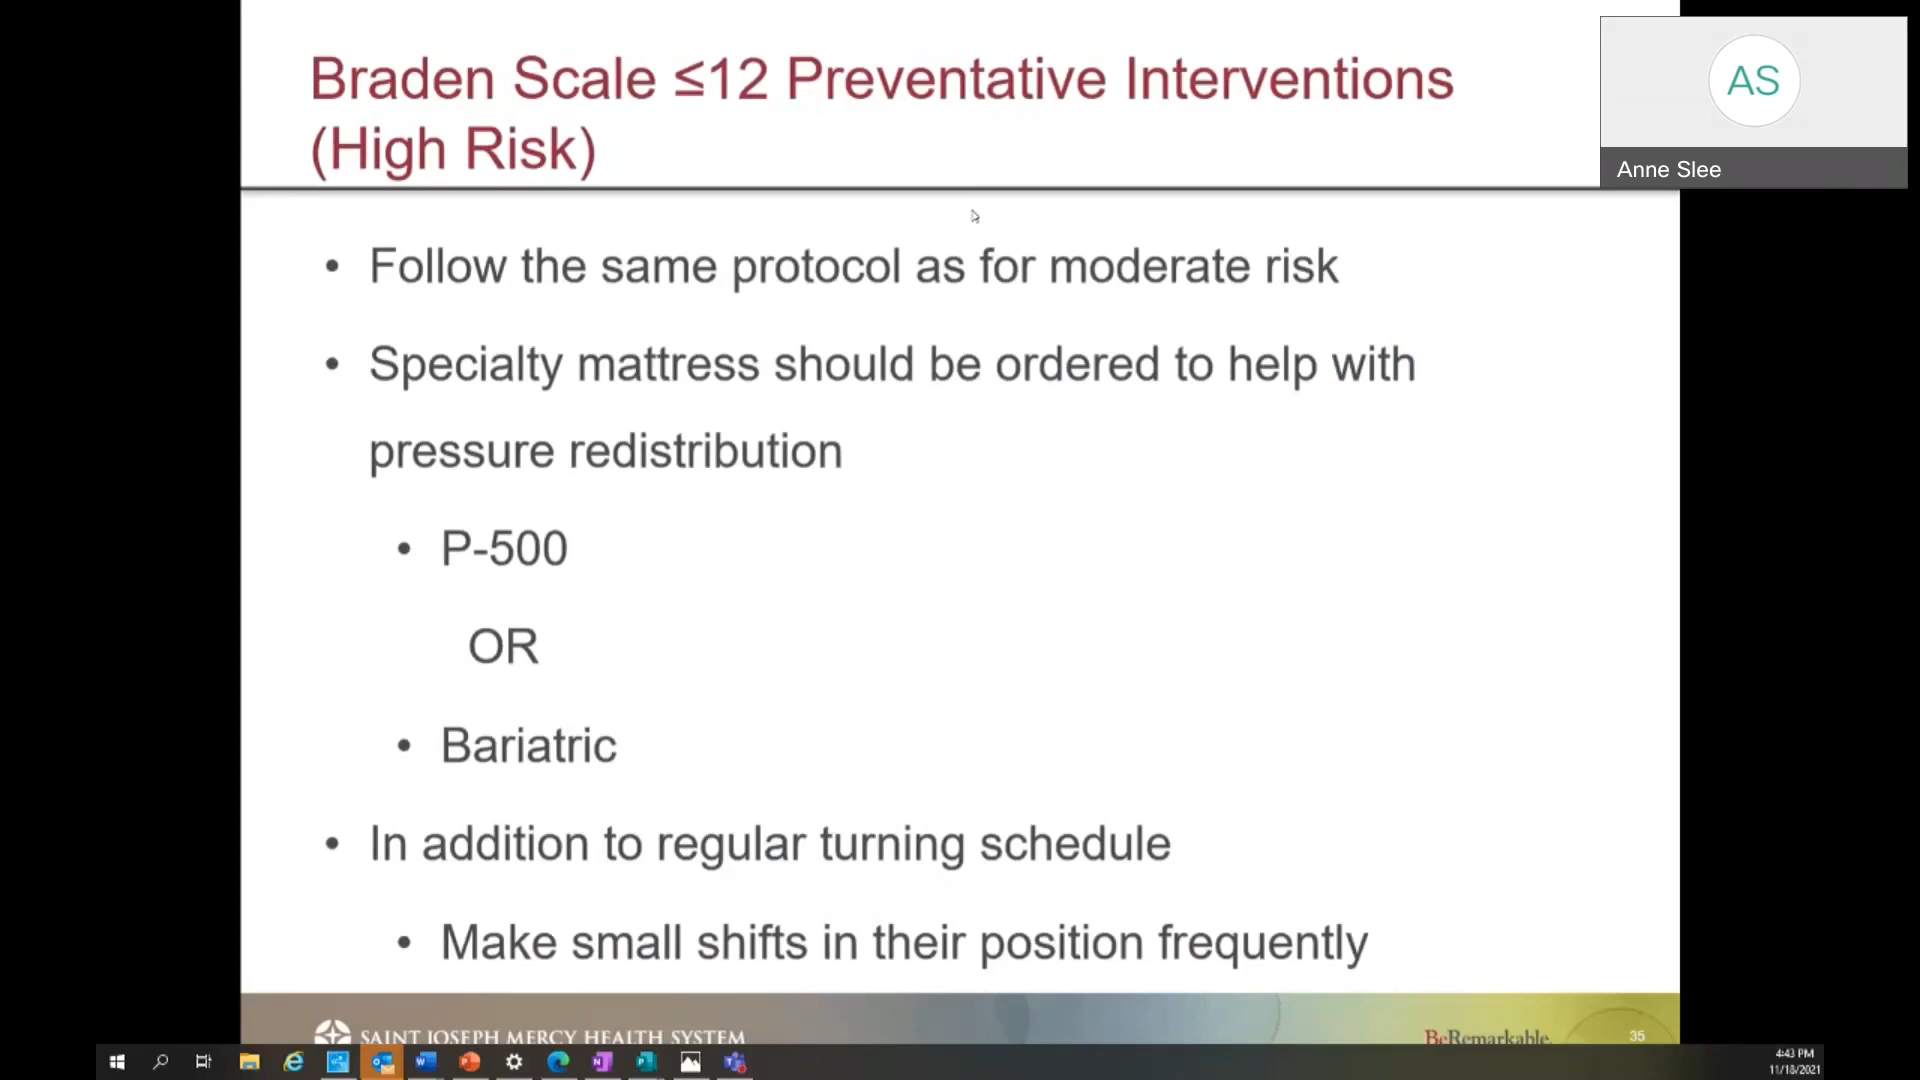 Braden Scale ≤12 Preventative Interventions
(High Risk)
AS
Anne Slee
• Follow the same protocol as for moderate risk
• Specialty mattress should be ordered to help with
pressure redistribution
• P-500
OR
• Bariatric
• In addition to regular turning schedule
• Make small shifts in their position frequently
SAINT JOSEPH MERCY HEALTH SYSTEM
BeRemarkable.
35
4:43 PM
11/18/2021